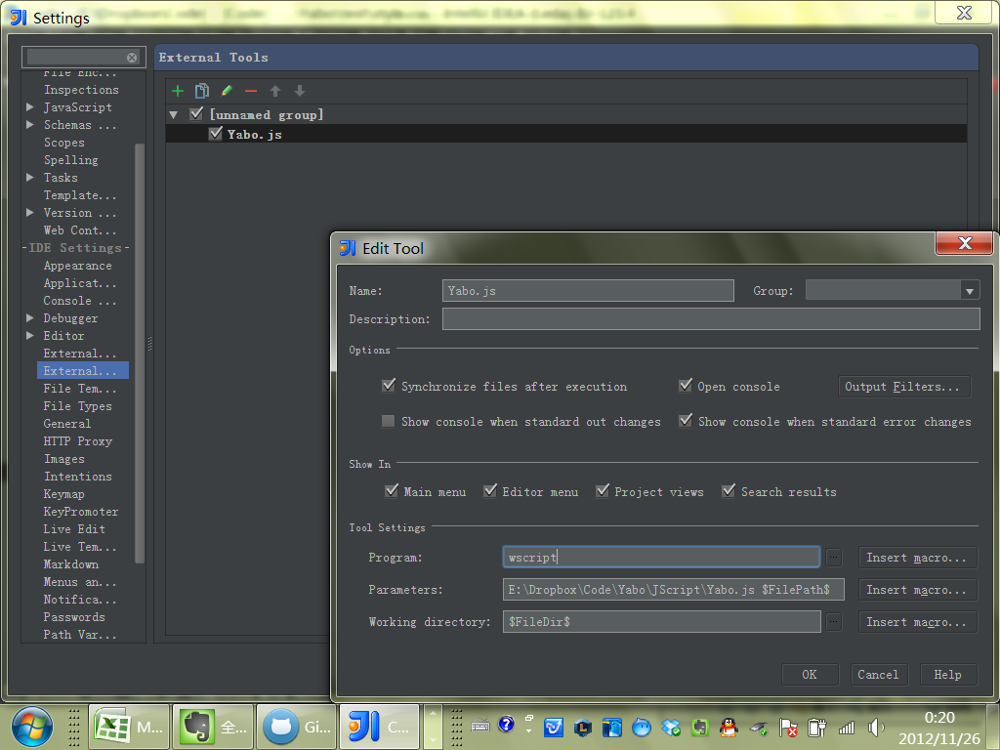 Settings
External Tools
File Enc...
Inspections
JavaScript
Schemas ...
Scopes
Spelling
Tasks
Template...
Version ...
Web Cont...
IDE Settings
Appearance
Applicat...
Console ...
Debugger
Editor
External...
External...
File Tem...
File Types
General
HTTP Proxy
Images
Intentions
Keymap
KeyPromoter
Live Edit
Live Tem...
Markdown
Menus an...
Notifica...
Passwords
Path Var...
[unnamed group]
Yabo.js
Edit Tool
Name: Yabo.js Group:
Description:
Options
Synchronize files after execution Open console Output Filters...
Show console when standard out changes Show console when standard error changes
Show In
Main menu Editor menu Project views Search results
Tool Settings
Program: wscript ... Insert macro...
Parameters: E:\Dropbox\Code\Yabo\JScript\Yabo.js $FilePath$ Insert macro...
Working directory: $FileDir$ ... Insert macro...
OK Cancel Help
M... 全... Gi... C... 0:20
2012/11/26